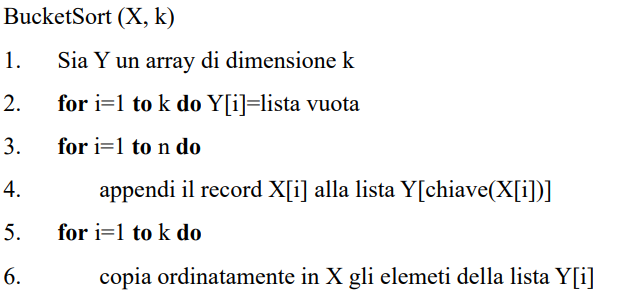 BucketSort (X, k)
1. Sia Y un array di dimensione k
2. for i=1 to k do Y[i]=lista vuota
3. for i=1 to n do
4. appendi il record X[i] alla lista Y[chiave(X[i])]
5. for i=1 to k do
6. copia ordinatamente in X gli elemeti della lista Y[i]